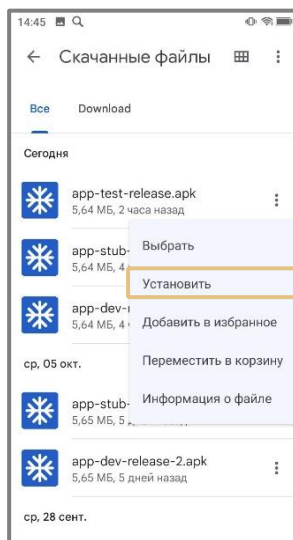 14:45
Скачанные файлы
Все Download
Сегодня
app-test-release.apk
5,64 МБ, 2 часа назад
app-stub-
5,64 МБ, 4
Выбрать
Установить
app-dev-
5,64 МБ, 4
Добавить в избранное
Переместить в корзину
ср, 05 окт.
Информация о файле
app-stub-
5,65 МБ, 5
app-dev-release-2.apk
5,65 МБ, 5 дней назад
ср, 28 сент.